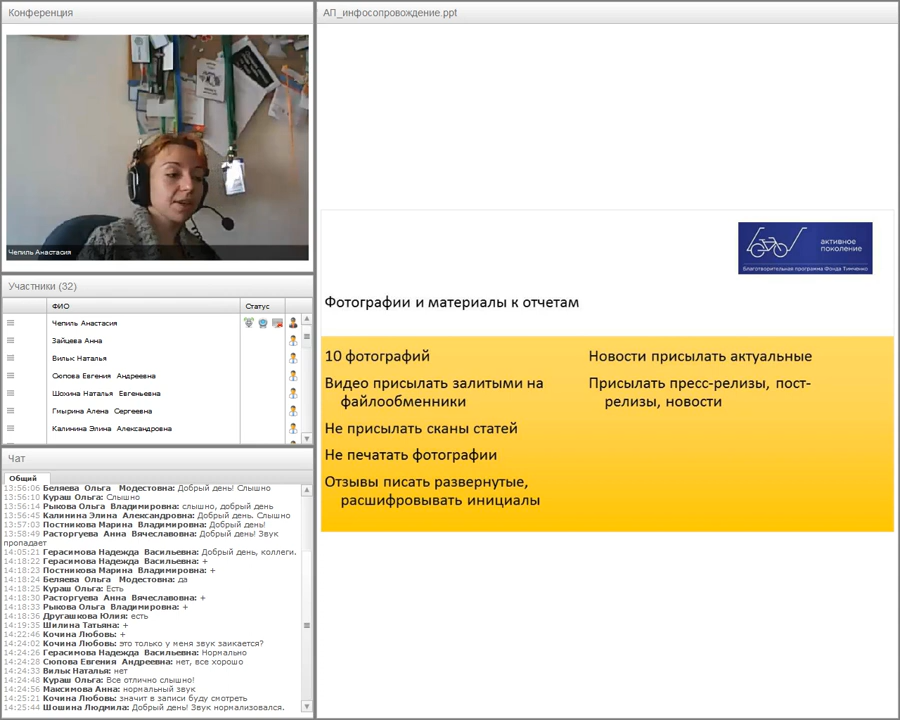 Конференция
Чепиль Анастасия
Участники (32)
ФИО
Статус
Чепиль Анастасия
Зайцева Анна
Вильк Наталья
Сюпова Евгения Андреевна
Шохина Наталья Евгеньевна
Гмырина Алена Сергеевна
Калинина Элина Александровна
Чат
Общий
13:56:06 Беляева Ольга Модестовна: Добрый день! Слышно
13:56:10 Кураш Ольга: Слышно
13:56:14 Рыкова Ольга Владимировна: слышно, добрый день
13:56:45 Калинина Элина Александровна: Добрый день. Слышно
13:57:03 Постникова Марина Владимировна: Добрый день!
13:58:49 Расторгуева Анна Вячеславовна: Добрый день! Звук
пропадает
14:05:21 Герасимова Надежда Васильевна: Добрый день, коллеги.
14:18:22 Герасимова Надежда Васильевна: +
14:18:23 Постникова Марина Владимировна: +
14:18:24 Беляева Ольга Модестовна: да
14:18:25 Кураш Ольга: Есть
14:18:30 Расторгуева Анна Вячеславовна: +
14:18:33 Рыкова Ольга Владимировна: +
14:18:36 Другашкова Юлия: есть
14:19:35 Шилина Татьяна: +
14:22:46 Кочина Любовь: +
14:24:02 Кочина Любовь: это только у меня звук заикается?
14:24:26 Герасимова Надежда Васильевна: Нормально
14:24:28 Сюпова Евгения Андреевна: нет, все хорошо
14:24:33 Вильк Наталья: нет
14:24:48 Кураш Ольга: Все отлично слышно!
14:24:56 Максимова Анна: нормальный звук
14:25:21 Кочина Любовь: значит в записи буду смотреть
14:25:44 Шошина Людмила: Добрый день! Звук нормализовался.
АП_инфосопровождение.ppt
активное
поколение
благотворительная программа Фонда Тимченко
Фотографии и материалы к отчетам
10 фотографий
Видео присылать залитыми на
файлообменники
Не присылать сканы статей
Не печатать фотографии
Отзывы писать развернутые,
расшифровывать инициалы
Новости присылать актуальные
Присылать пресс-релизы, пост-
релизы, новости